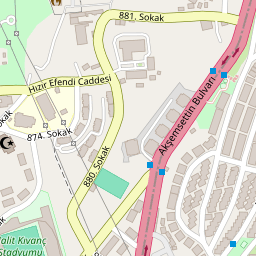 881. Sokak
Hızır Efendi Caddesi
Akşemsettin Bulvarı
874. Sokak
880. Sokak
Halit Kıvanç
Stadyumu